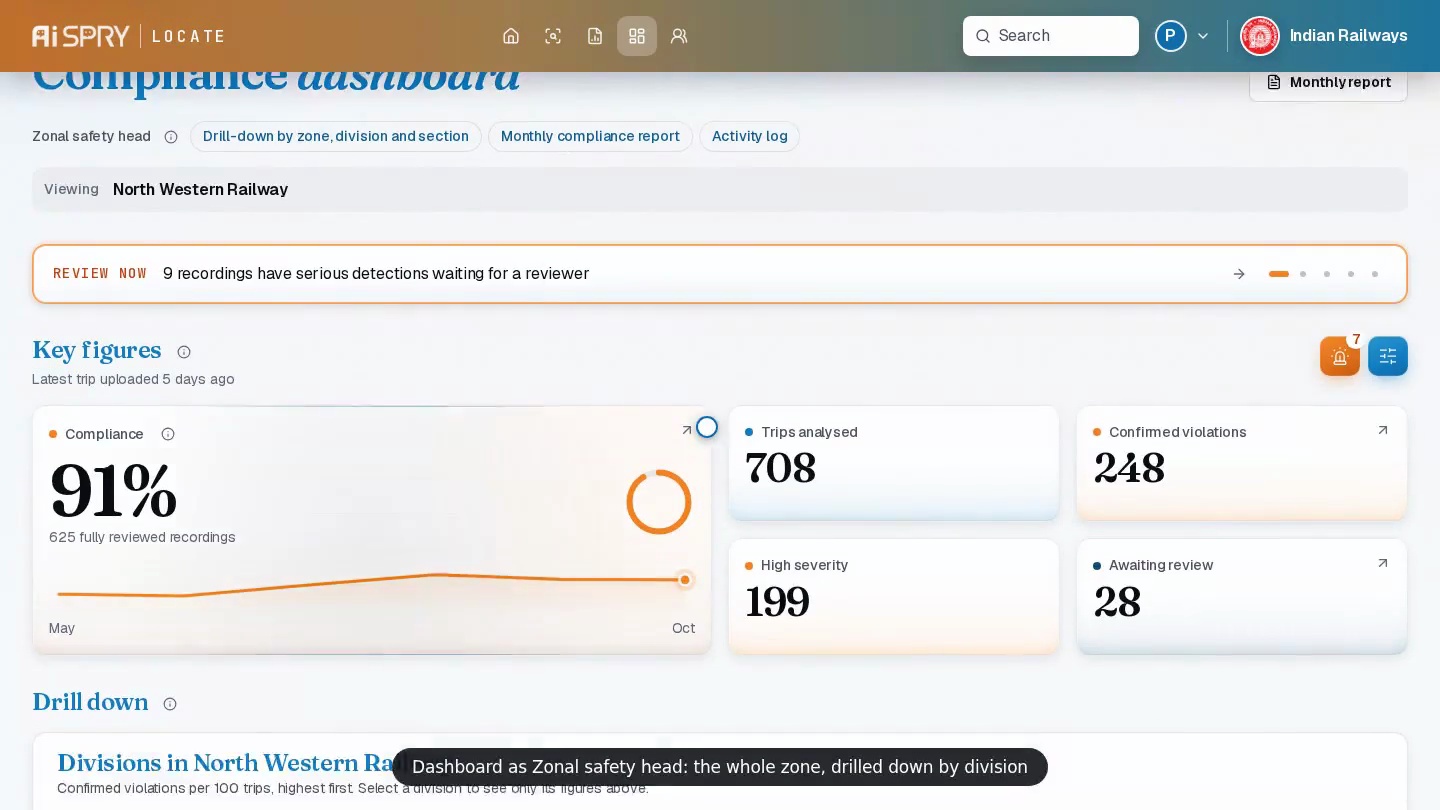 AiSPRY LOCATE
Search
P
Indian Railways
Compliance dashboard
Monthly report
Zonal safety head
Drill-down by zone, division and section
Monthly compliance report
Activity log
Viewing North Western Railway
REVIEW NOW 9 recordings have serious detections waiting for a reviewer
Key figures
7
Latest trip uploaded 5 days ago
Compliance
91%
625 fully reviewed recordings
May
Oct
Trips analysed
708
Confirmed violations
248
High severity
199
Awaiting review
28
Drill down
Divisions in North Western
Dashboard as Zonal safety head: the whole zone, drilled down by division
Confirmed violations per 100 trips, highest first. Select a division to see only its figures above.